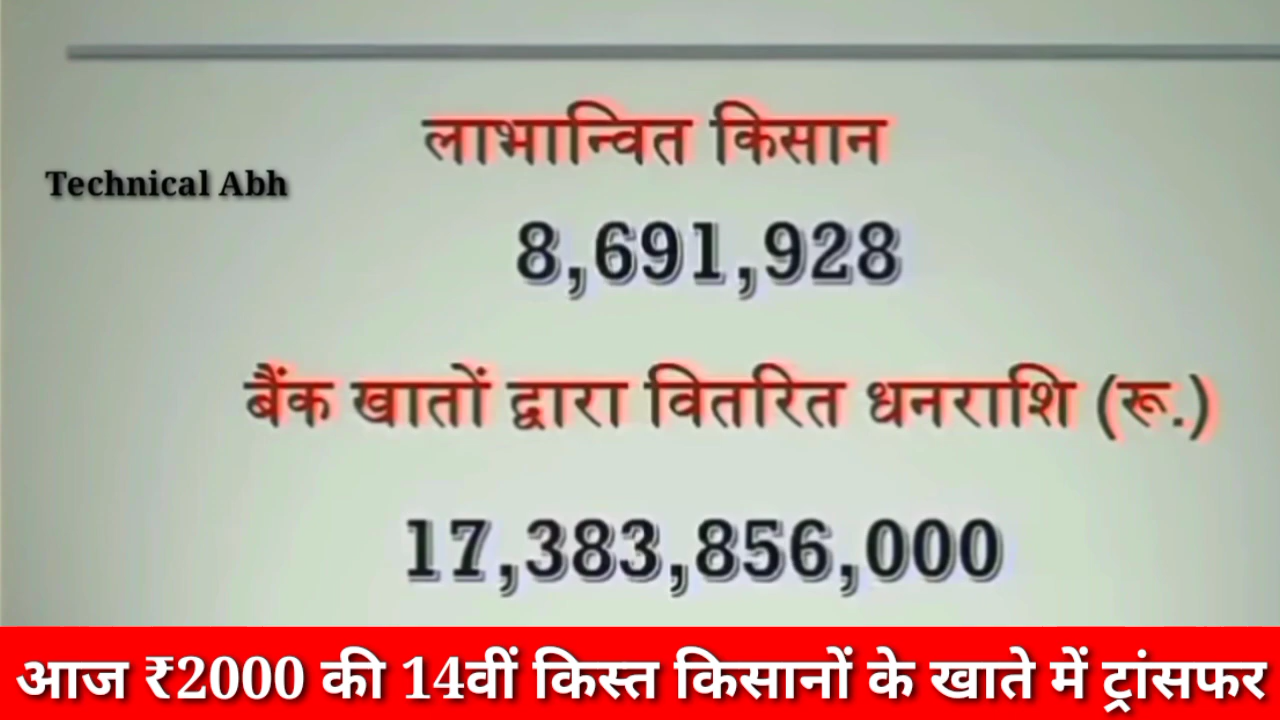 लाभान्वित किसान
Technical Abh
8,691,928
बैंक खातों द्वारा वितरित धनराशि (रू.)
17,383,856,000
आज ₹2000 की 14वीं किस्त किसानों के खाते में ट्रांसफर